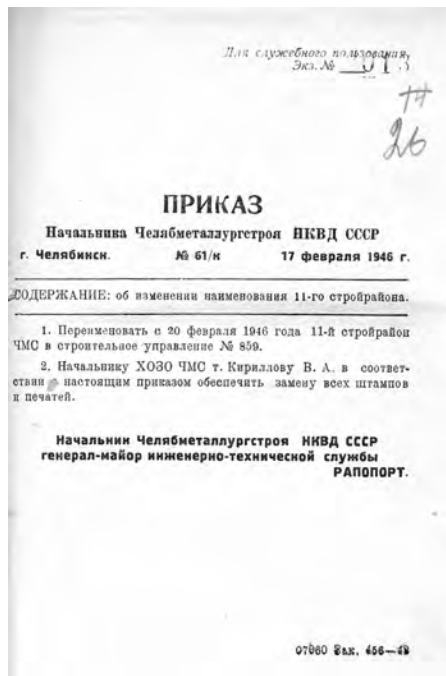 Для служебного пользования.
Экз. № 013
тч
26
ПРИКАЗ
Начальника Челябметаллургстроя НКВД СССР
г. Челябинск. № 61/к 17 февраля 1946 г.
СОДЕРЖАНИЕ: об изменении наименования 11-го стройрайона.
1. Переименовать с 20 февраля 1946 года 11-й стройрайон
ЧМС в строительное управление № 859.
2. Начальнику ХОЗО ЧМС т. Кириллову В. А. в соответ-
ствии с настоящим приказом обеспечить замену всех штампов
и печатей.
Начальник Челябметаллургстроя НКВД СССР
генерал-майор инженерно-технической службы
РАПОПОРТ.
07960 Зак. 456—48